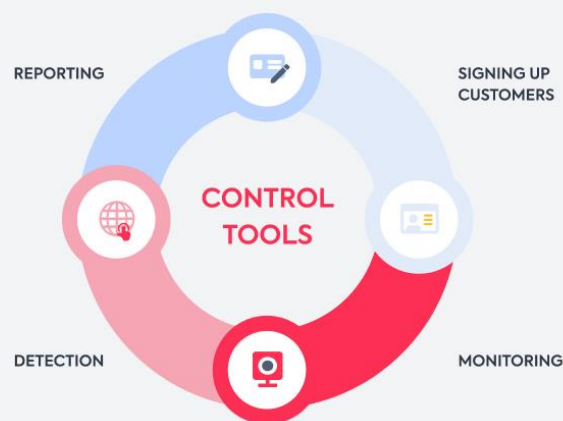 REPORTING
SIGNING UP
CUSTOMERS
CONTROL
TOOLS
DETECTION
MONITORING